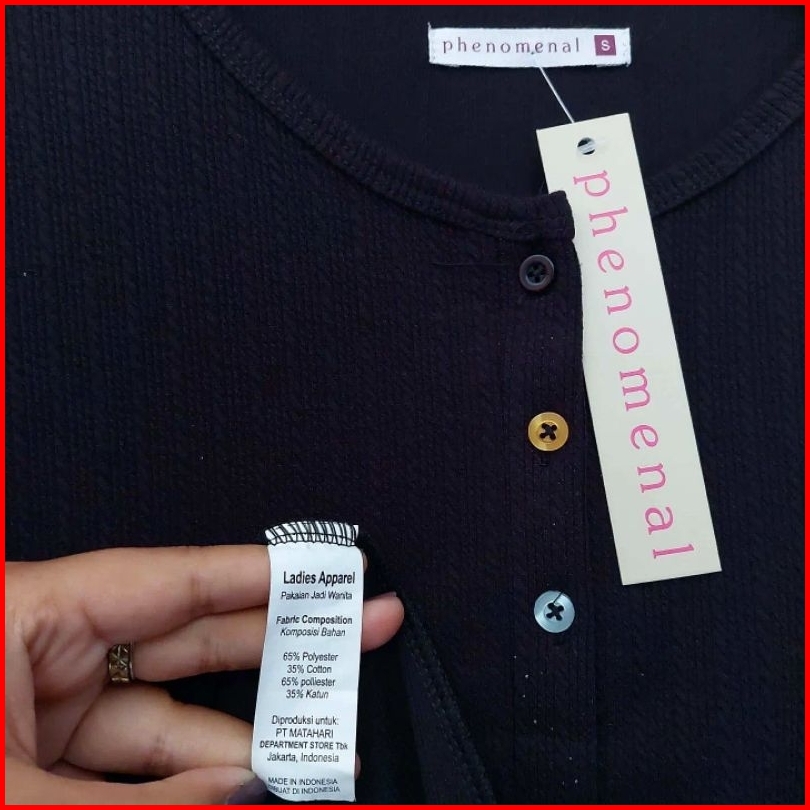 phenomenal S
phenomenal
Ladies Apparel
Pakaian Jadi Wanita
Fabric Composition
Komposisi Bahan
65% Polyester
35% Cotton
65% polliester
35% Katun
Diproduksi untuk:
PT MATAHARI
DEPARTMENT STORE Tbk
Jakarta, Indonesia
MADE IN INDONESIA
DIBUAT DI INDONESIA